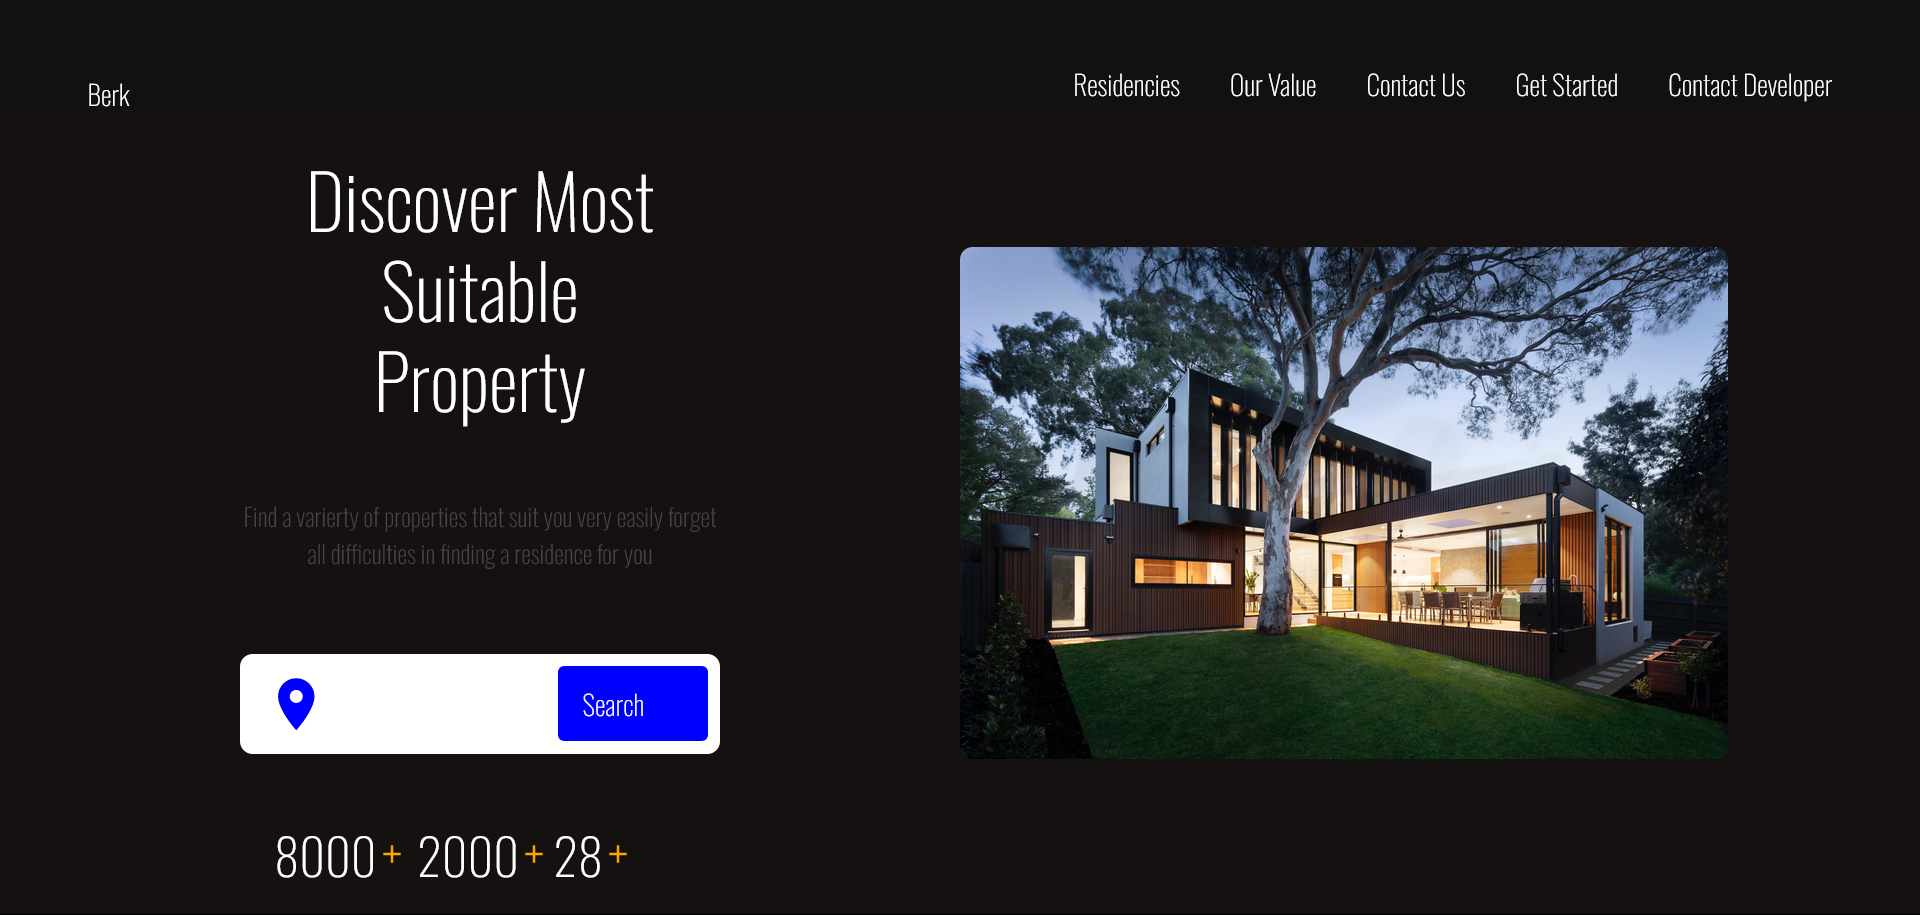 Berk
Residencies Our Value Contact Us Get Started Contact Developer
Discover Most
Suitable
Property
Find a varierty of properties that suit you very easily forget
all difficulties in finding a residence for you
Search
8000+ 2000+ 28+